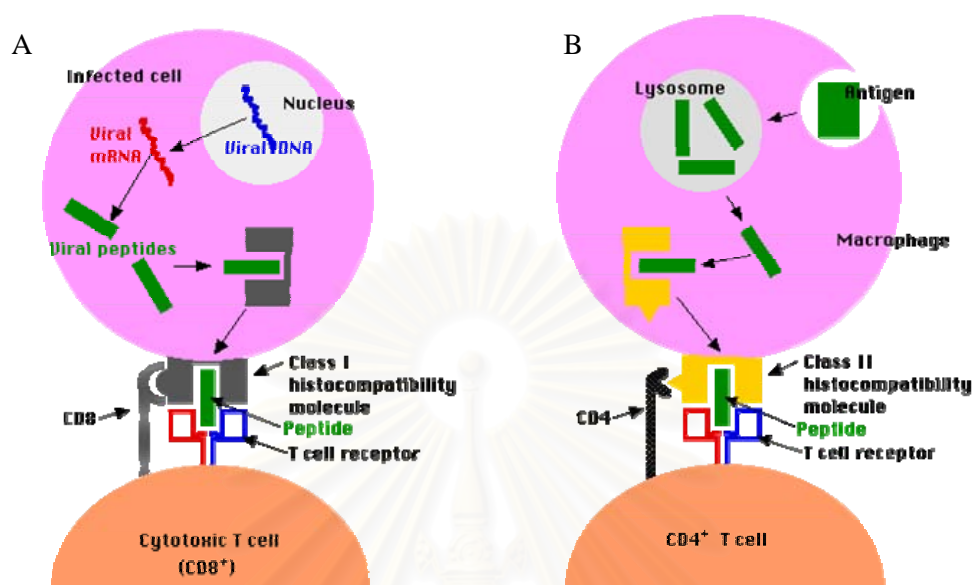 A
Infected cell
Nucleus
Viral
mRNA
Viral DNA
Viral peptides
Class I
histocompatibility
molecule
CD8
Peptide
T cell receptor
Cytotoxic T cell
(CD8+)
B
Lysosome
Antigen
Macrophage
Class II
histocompatibility
molecule
CD4
Peptide
T cell receptor
CD4+ T cell